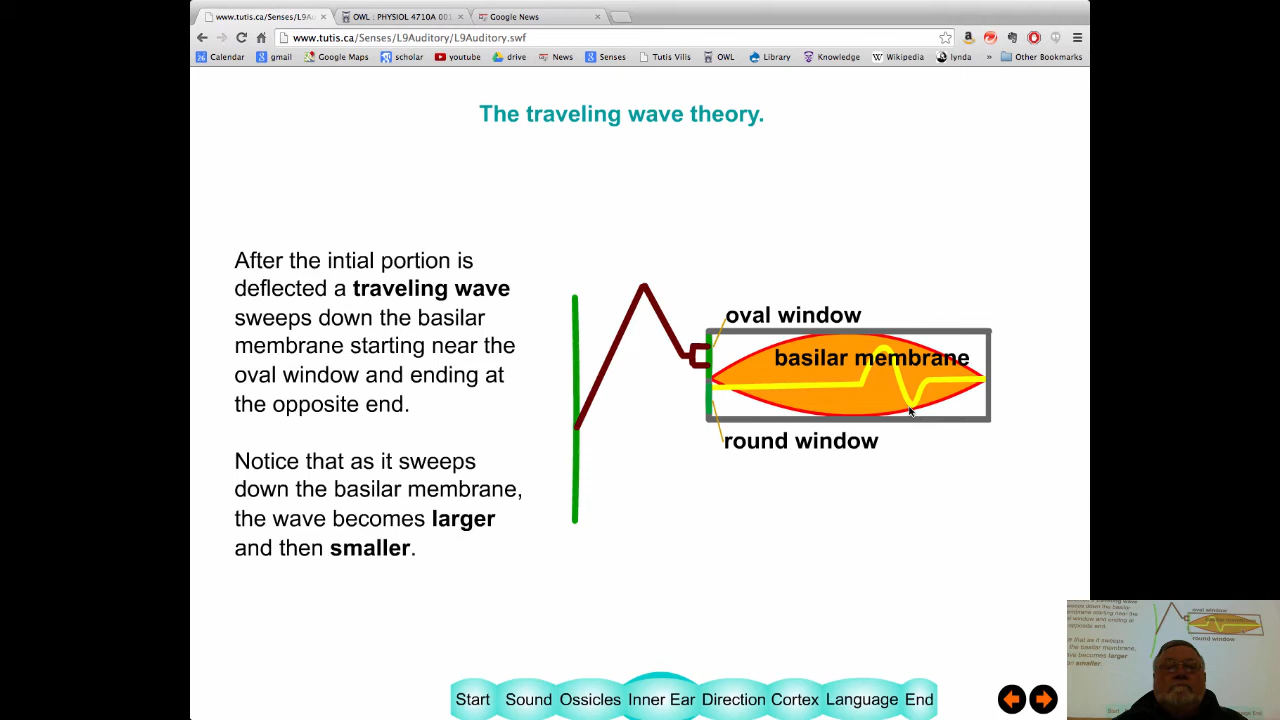 www.tutis.ca/Senses/L9Au
OWL : PHYSIOL 4710A 001
Google News
www.tutis.ca/Senses/L9Auditory/L9Auditory.swf
26 Calendar gmail Google Maps scholar youtube drive News Senses Tutis Vills OWL Library Knowledge Wikipedia lynda » Other Bookmarks
The traveling wave theory.
After the intial portion is
deflected a traveling wave
sweeps down the basilar
membrane starting near the
oval window and ending at
the opposite end.
Notice that as it sweeps
down the basilar membrane,
the wave becomes larger
and then smaller.
oval window
basilar membrane
round window
Start Sound Ossicles Inner Ear Direction Cortex Language End
oval window
round window